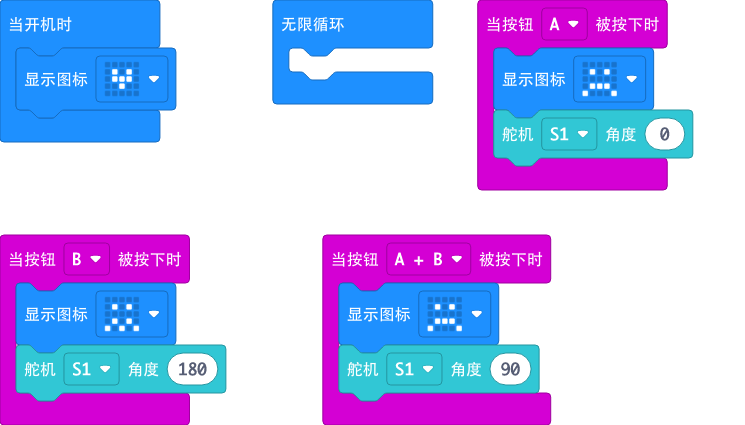 当开机时
显示图标
无限循环
当按钮 A 被按下时
显示图标
舵机 S1 角度 0
当按钮 B 被按下时
显示图标
舵机 S1 角度 180
当按钮 A + B 被按下时
显示图标
舵机 S1 角度 90